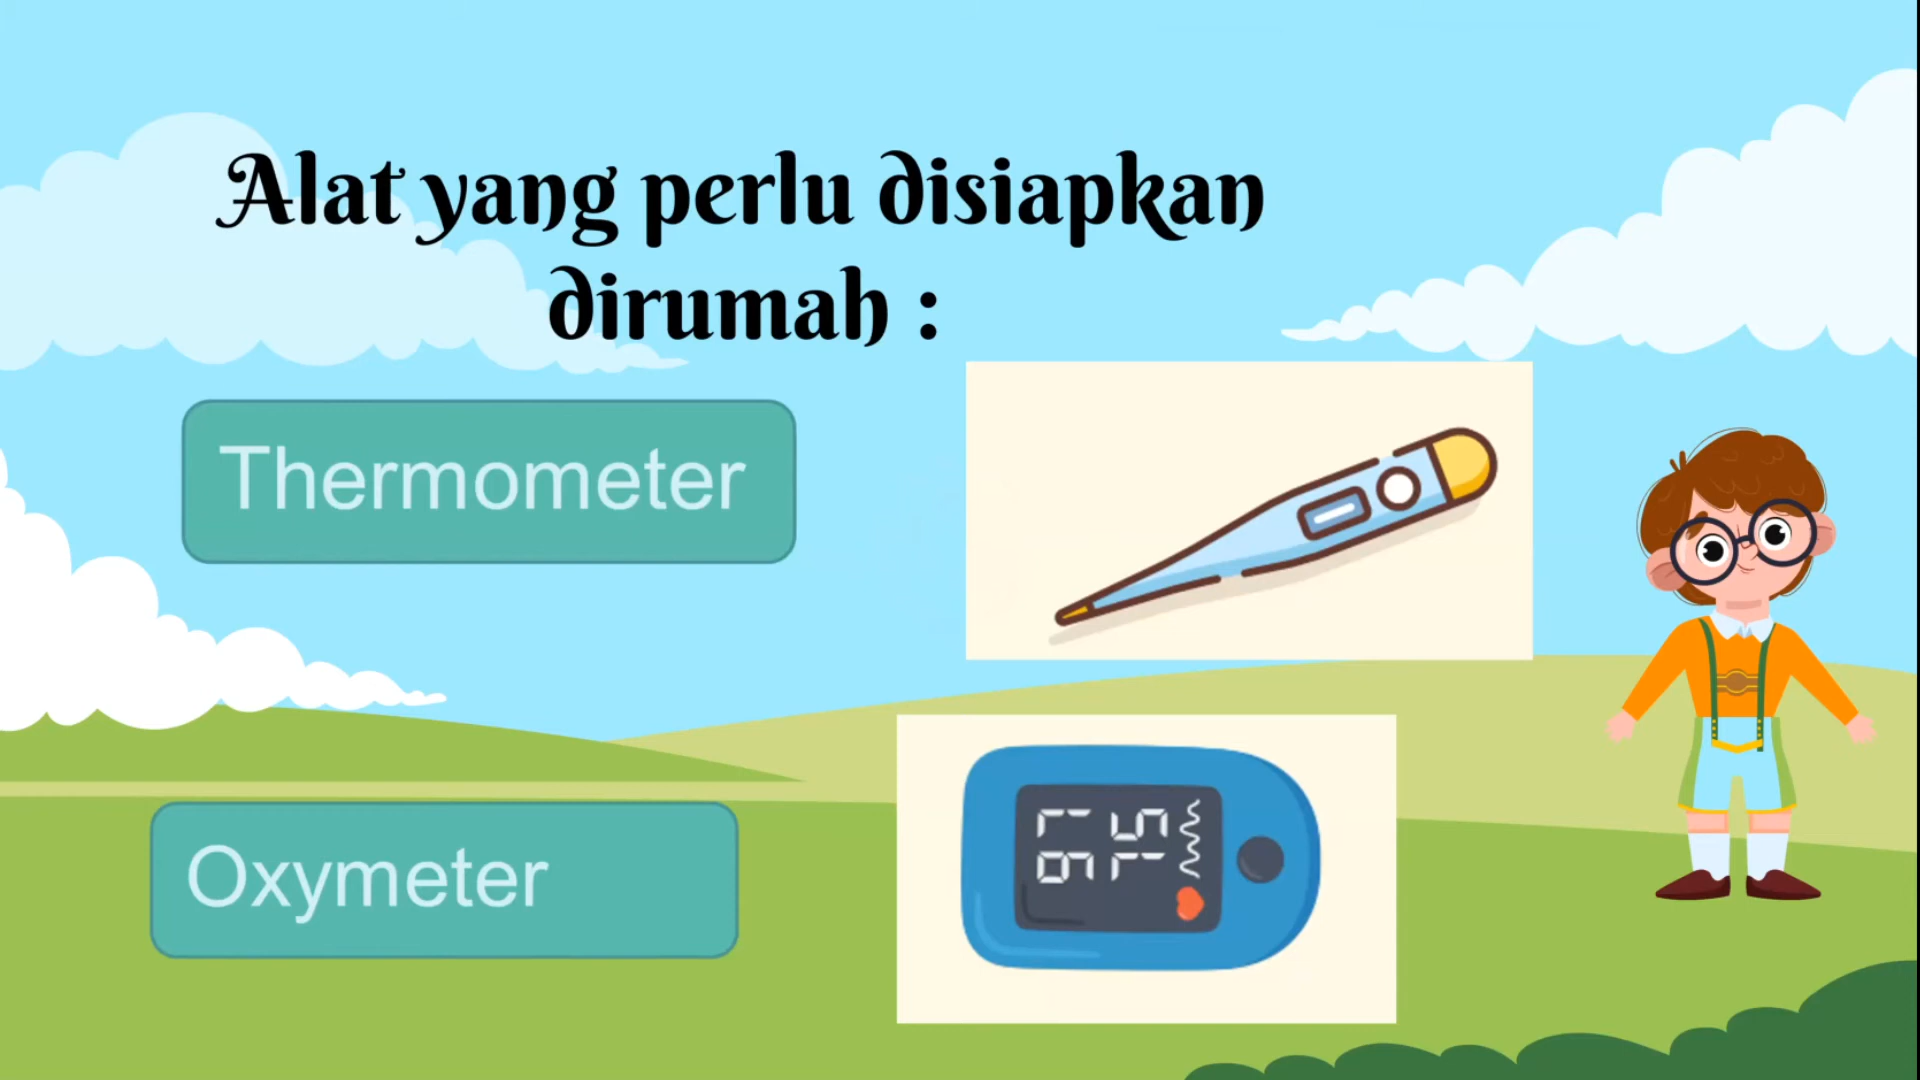 Alat yang perlu disiapkan
dirumah :
Thermometer
Oxymeter